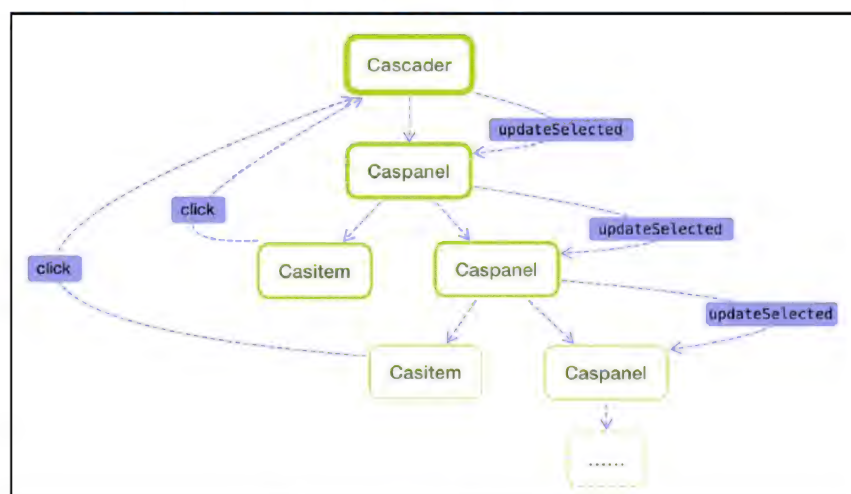 Cascader
updateSelected
Caspanel
click
updateSelected
Casitem
Caspanel
click
updateSelected
Casitem
Caspanel
......